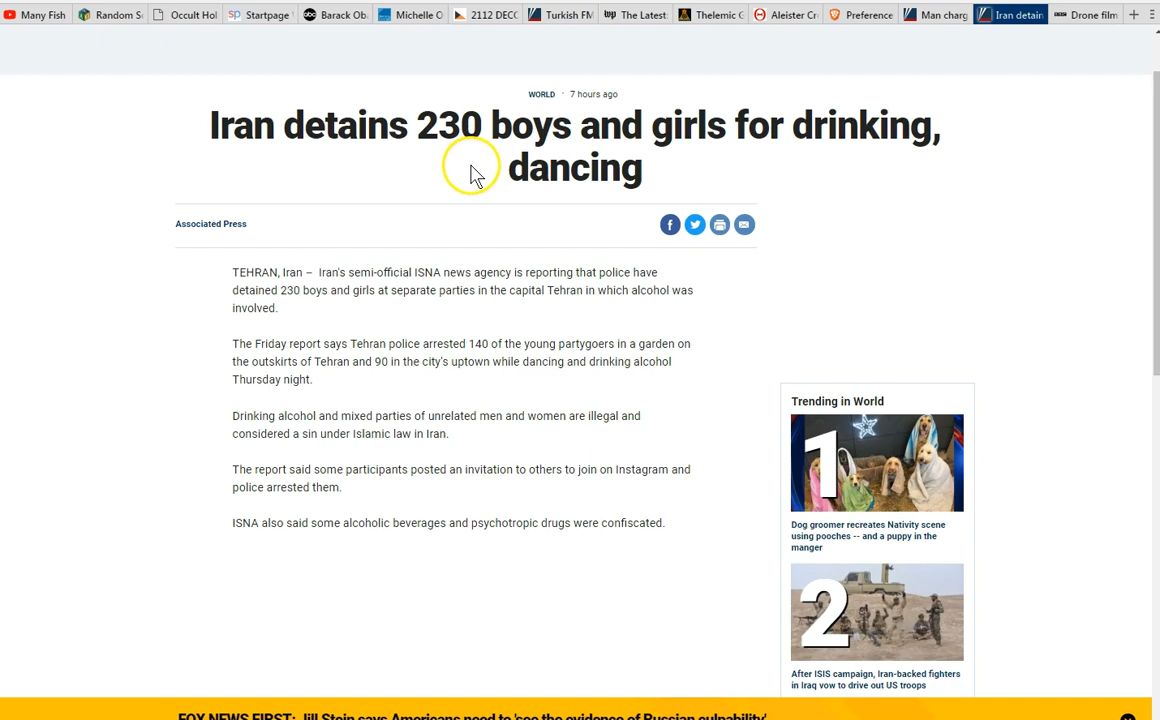 Many Fish
Random S
Occult Hol
Startpage
Barack Ob
Michelle O
2112 DECC
Turkish FM
The Latest
Thelemic G
Aleister Cr
Preference
Man charg
Iran detain
Drone film
WORLD · 7 hours ago
Iran detains 230 boys and girls for drinking,
dancing
Associated Press
TEHRAN, Iran – Iran's semi-official ISNA news agency is reporting that police have
detained 230 boys and girls at separate parties in the capital Tehran in which alcohol was
involved.
The Friday report says Tehran police arrested 140 of the young partygoers in a garden on
the outskirts of Tehran and 90 in the city's uptown while dancing and drinking alcohol
Thursday night.
Drinking alcohol and mixed parties of unrelated men and women are illegal and
considered a sin under Islamic law in Iran.
The report said some participants posted an invitation to others to join on Instagram and
police arrested them.
ISNA also said some alcoholic beverages and psychotropic drugs were confiscated.
Trending in World
1
Dog groomer recreates Nativity scene
using pooches -- and a puppy in the
manger
2
After ISIS campaign, Iran-backed fighters
in Iraq vow to drive out US troops
FOX NEWS FIRST: Jill Stein says Americans need to 'see the evidence of Russian culpability'